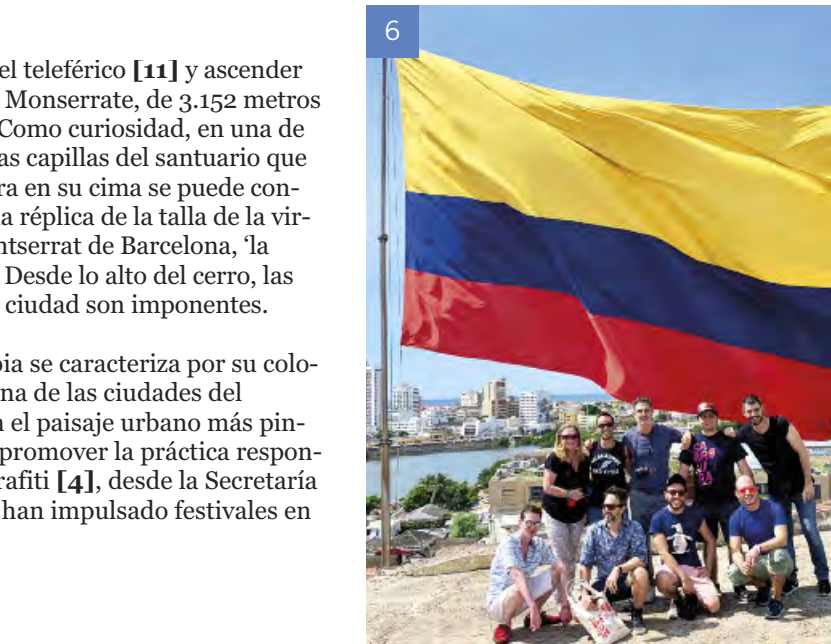 el teleférico [11] y ascender
Monserrate, de 3.152 metros
Como curiosidad, en una de
as capillas del santuario que
ra en su cima se puede con-
a réplica de la talla de la vir-
ntserrat de Barcelona, ‘la
Desde lo alto del cerro, las
ciudad son imponentes.
bia se caracteriza por su colo-
na de las ciudades del
n el paisaje urbano más pin-
promover la práctica respon-
rafiti [4], desde la Secretaría
han impulsado festivales en
6